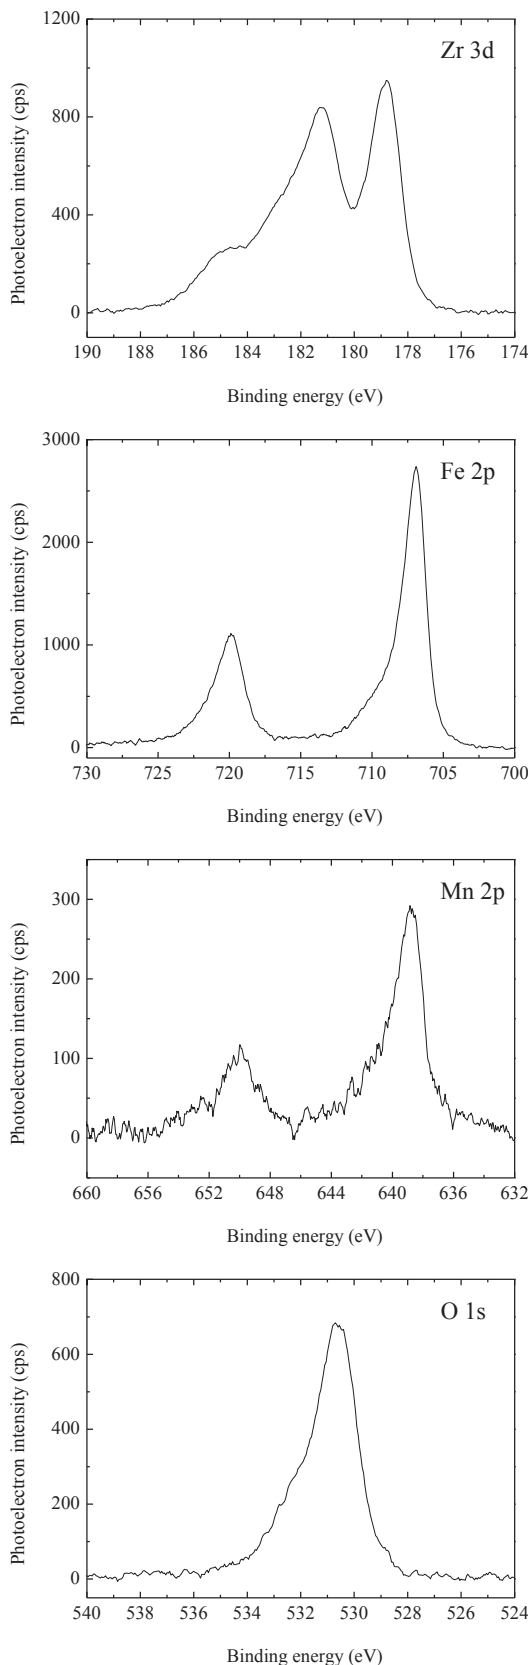 Zr 3d
Photoelectron intensity (cps)
1200
800
400
0
190 188 186 184 182 180 178 176 174
Binding energy (eV)
Fe 2p
Photoelectron intensity (cps)
3000
2000
1000
0
730 725 720 715 710 705 700
Binding energy (eV)
Mn 2p
Photoelectron intensity (cps)
300
200
100
0
660 656 652 648 644 640 636 632
Binding energy (eV)
O 1s
Photoelectron intensity (cps)
800
600
400
200
0
540 538 536 534 532 530 528 526 524
Binding energy (eV)